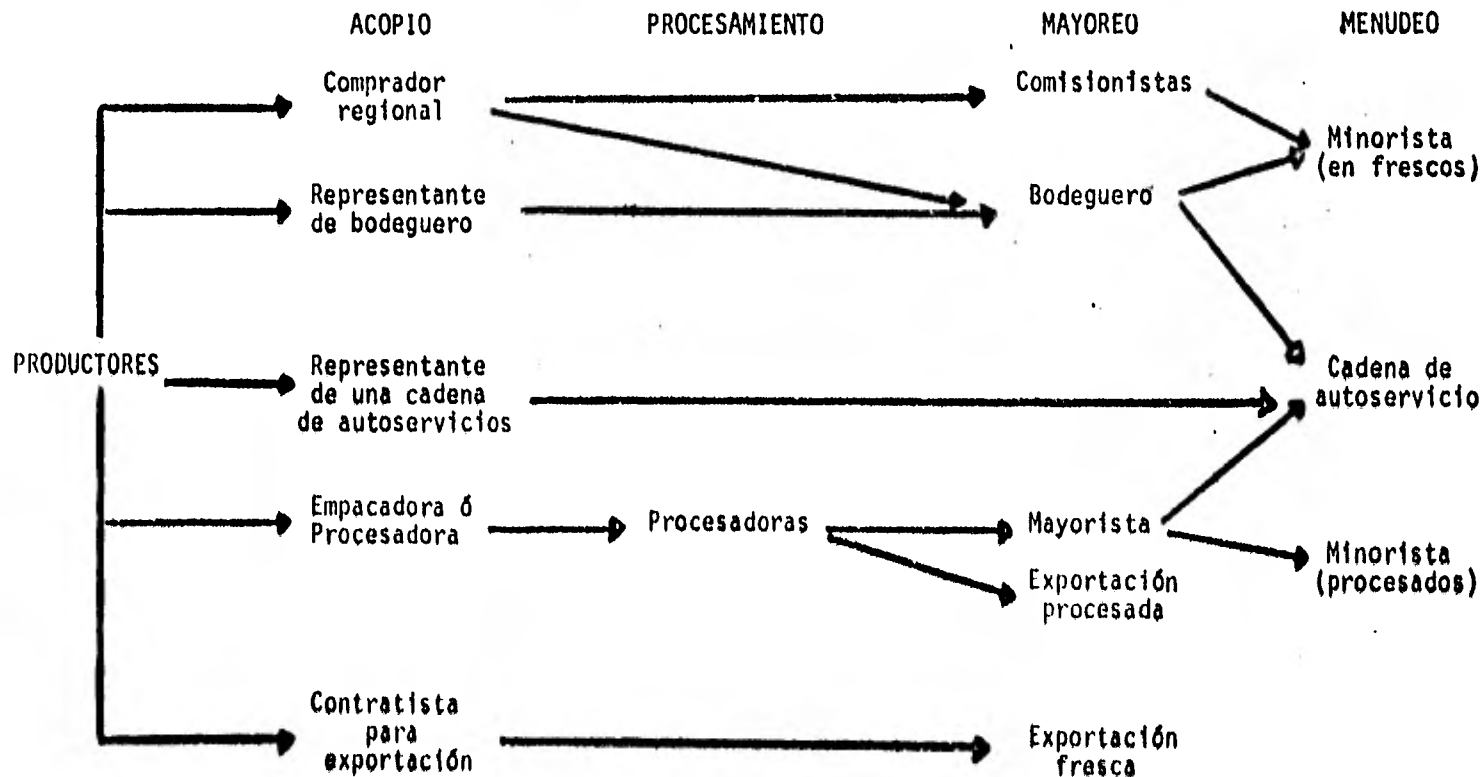 ACOPIO PROCESAMIENTO MAYOREO MENUDEO
Comprador
regional
Comisionistas
Minorista
(en frescos)
Representante
de bodeguero
Bodeguero
PRODUCTORES
Representante
de una cadena
de autoservicios
Cadena de
autoservicio
Empacadora ó
Procesadora
Procesadoras
Mayorista
Minorista
(procesados)
Exportación
procesada
Contratista
para
exportación
Exportación
fresca